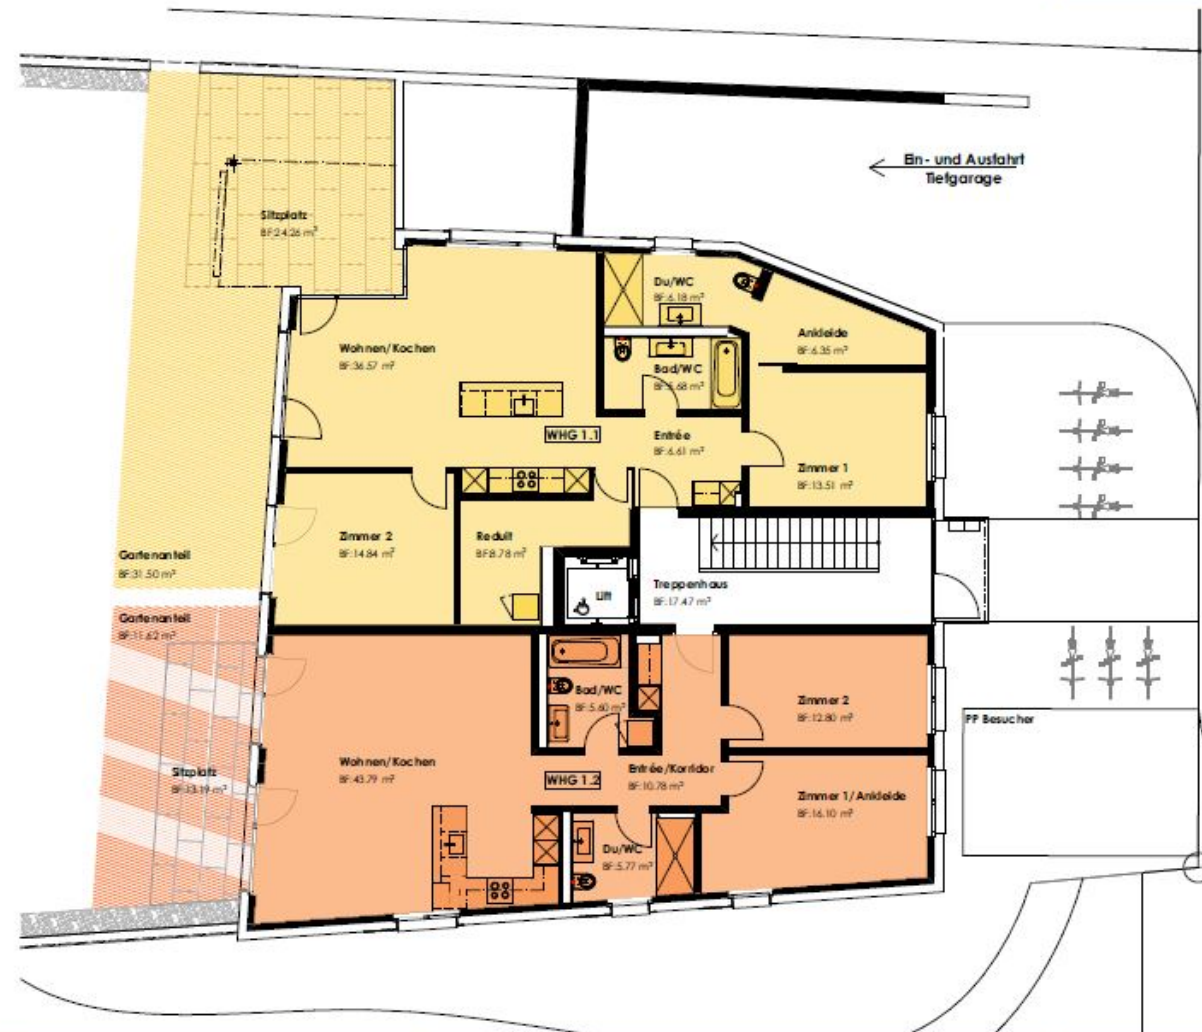 Ein- und Ausfahrt
Tiefgarage
Sitzplatz
BF:24.26 m²
Du/WC
BF:6.18 m²
Ankleide
BF:6.35 m²
Wohnen/Kochen
BF:36.57 m²
Bad/WC
BF:5.68 m²
WHG 1.1
Entrée
BF:6.61 m²
Zimmer 1
BF:13.51 m²
Zimmer 2
BF:14.84 m²
Reduit
BF:8.78 m²
Gartenanteil
BF:31.50 m²
Lift
Treppenhaus
BF:17.47 m²
Gartenanteil
BF:11.62 m²
Bad/WC
BF:5.60 m²
Zimmer 2
BF:12.80 m²
PP Besucher
Sitzplatz
BF:13.19 m²
Wohnen/Kochen
BF:43.79 m²
WHG 1.2
Entrée/Korridor
BF:10.78 m²
Zimmer 1/Ankleide
BF:16.10 m²
Du/WC
BF:5.77 m²